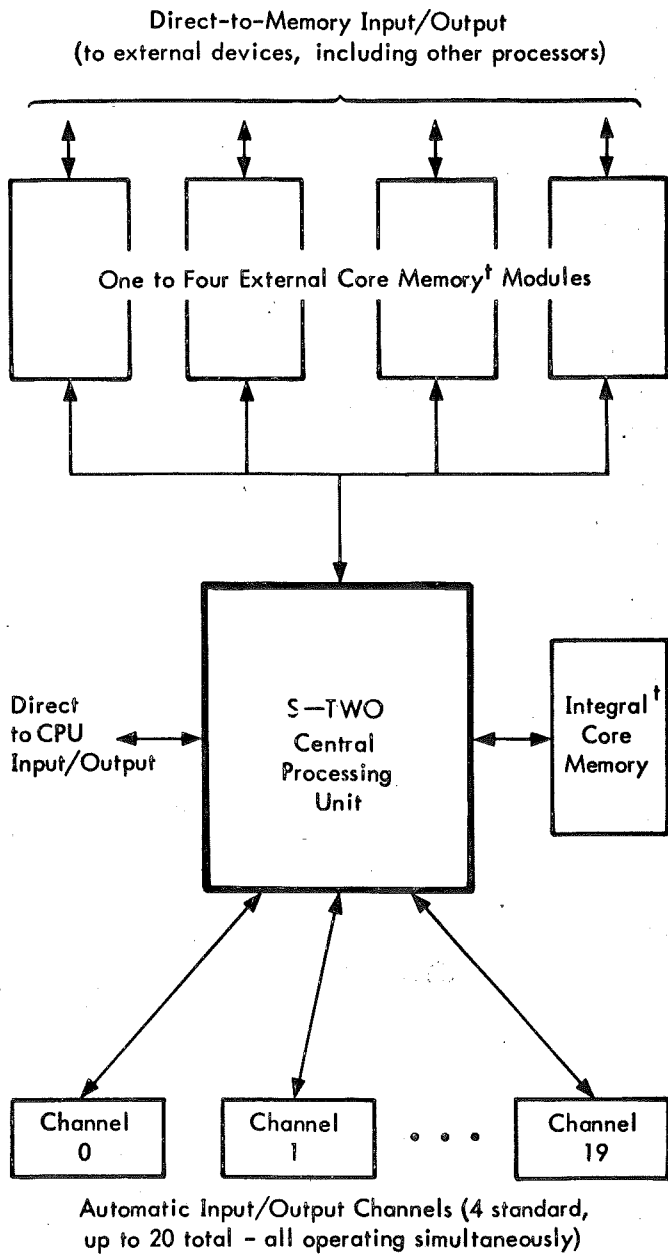 Direct-to-Memory Input/Output
(to external devices, including other processors)
One to Four External Core Memory† Modules
Direct
to CPU
Input/Output
S—TWO
Central
Processing
Unit
Integral†
Core
Memory
Channel
0
Channel
1
• • •
Channel
19
Automatic Input/Output Channels (4 standard,
up to 20 total - all operating simultaneously)